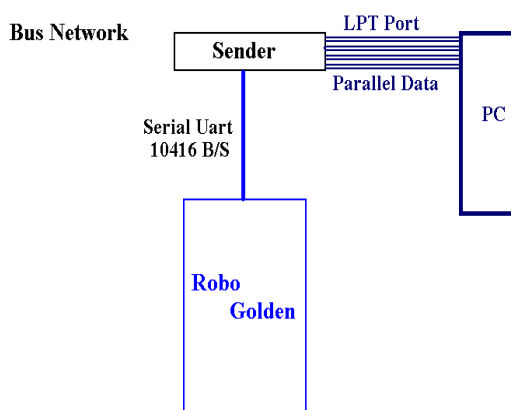 Bus Network
LPT Port
Sender
Parallel Data
PC
Serial Uart
10416 B/S
Robo
Golden